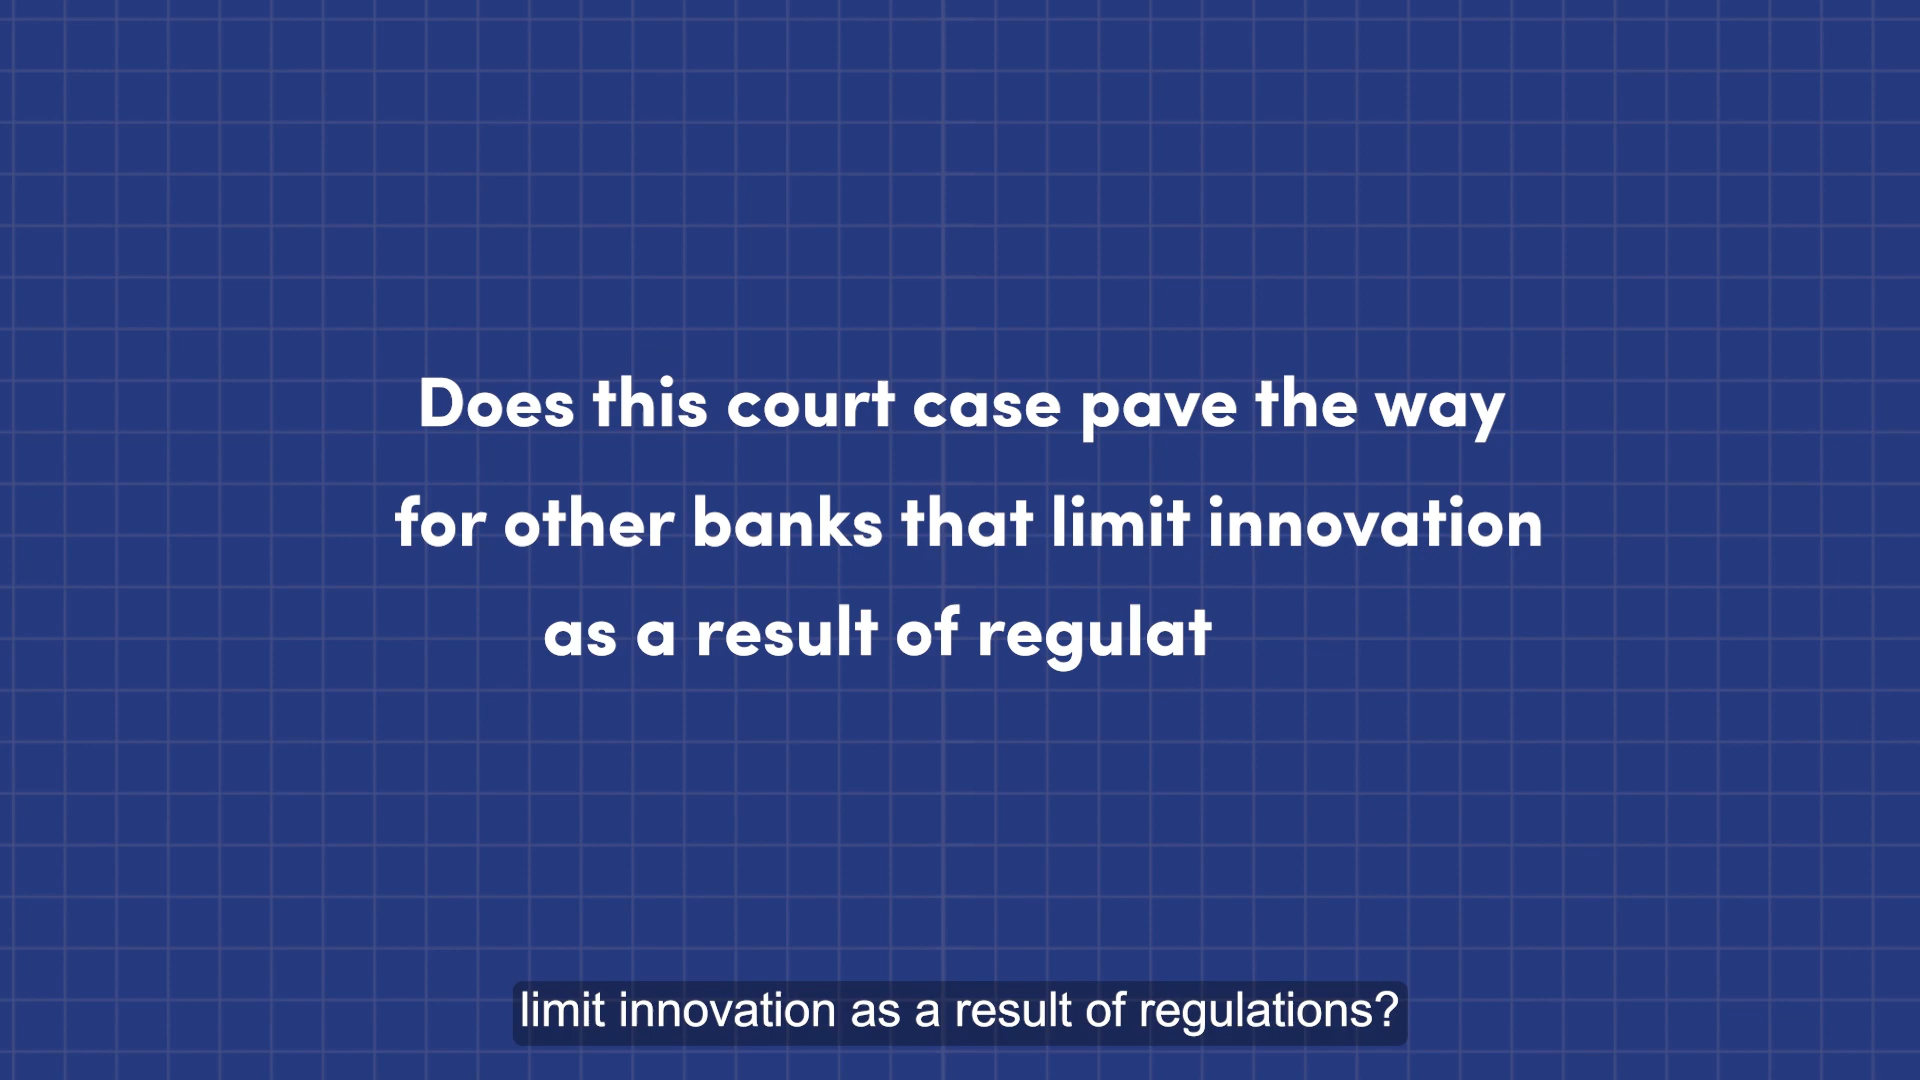 Does this court case pave the way
for other banks that limit innovation
as a result of regulat
limit innovation as a result of regulations?